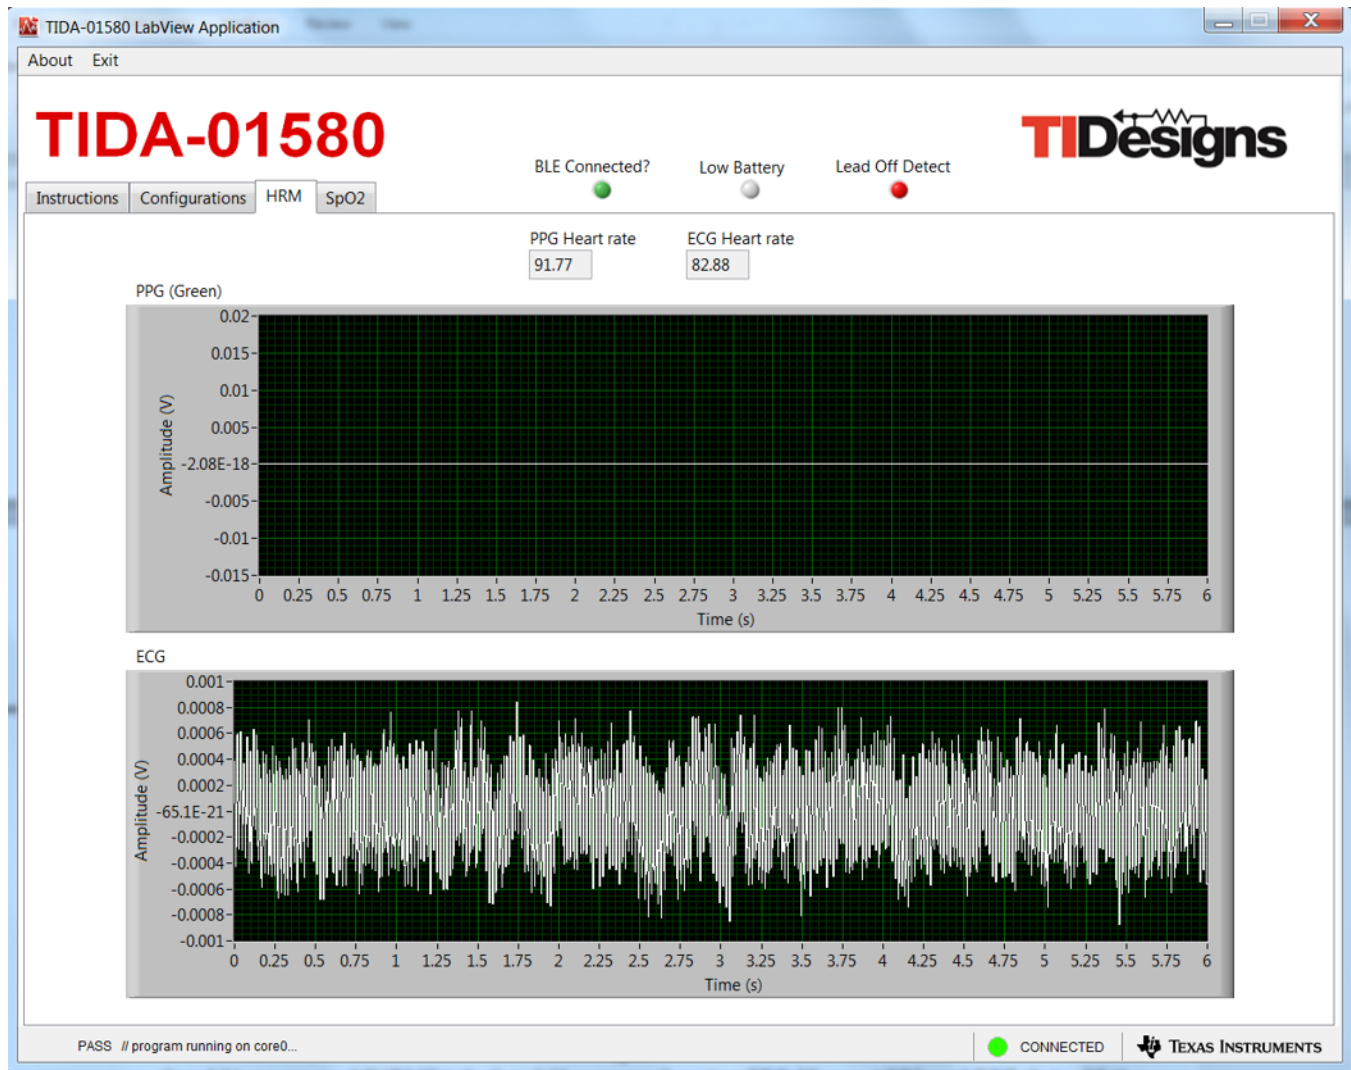 TIDA-01580 LabView Application
About Exit
TIDA-01580
TIDesigns
BLE Connected? Low Battery Lead Off Detect
Instructions Configurations HRM SpO2
PPG Heart rate ECG Heart rate
91.77 82.88
PPG (Green)
0.02
0.015
0.01
0.005
-2.08E-18
-0.005
-0.01
-0.015
Amplitude (V)
0 0.25 0.5 0.75 1 1.25 1.5 1.75 2 2.25 2.5 2.75 3 3.25 3.5 3.75 4 4.25 4.5 4.75 5 5.25 5.5 5.75 6
Time (s)
ECG
0.001
0.0008
0.0006
0.0004
0.0002
-65.1E-21
-0.0002
-0.0004
-0.0006
-0.0008
-0.001
Amplitude (V)
0 0.25 0.5 0.75 1 1.25 1.5 1.75 2 2.25 2.5 2.75 3 3.25 3.5 3.75 4 4.25 4.5 4.75 5 5.25 5.5 5.75 6
Time (s)
PASS // program running on core0... CONNECTED TEXAS INSTRUMENTS